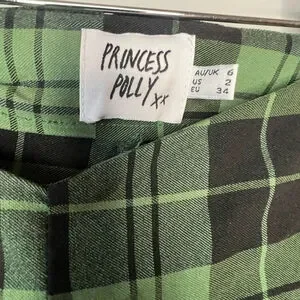 PRINCESS
POLLY xx
AU/UK 6
US 2
EU 34